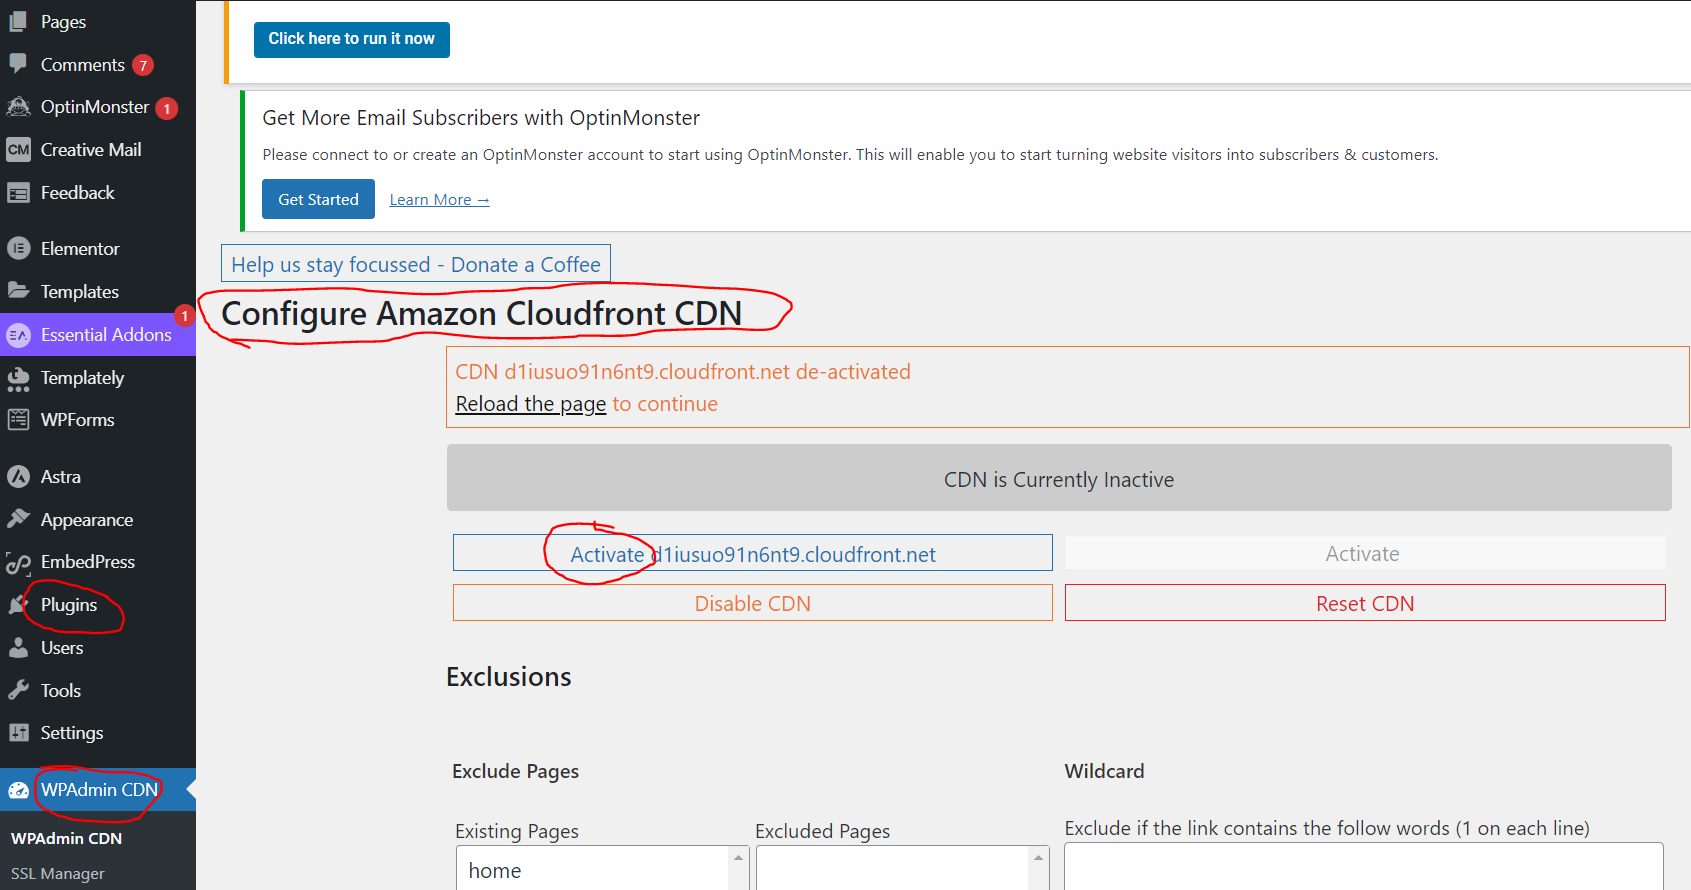 Pages
Comments 7
OptinMonster 1
CM Creative Mail
Feedback
Elementor
Templates
1
EA Essential Addons
Templately
WPForms
Astra
Appearance
EmbedPress
Plugins
Users
Tools
Settings
WPAdmin CDN
WPAdmin CDN
SSL Manager
Click here to run it now
Get More Email Subscribers with OptinMonster
Please connect to or create an OptinMonster account to start using OptinMonster. This will enable you to start turning website visitors into subscribers & customers.
Get Started Learn More →
Help us stay focussed - Donate a Coffee
Configure Amazon Cloudfront CDN
CDN d1iusuo91n6nt9.cloudfront.net de-activated
Reload the page to continue
CDN is Currently Inactive
Activate d1iusuo91n6nt9.cloudfront.net Activate
Disable CDN Reset CDN
Exclusions
Exclude Pages Wildcard
Existing Pages Excluded Pages Exclude if the link contains the follow words (1 on each line)
home